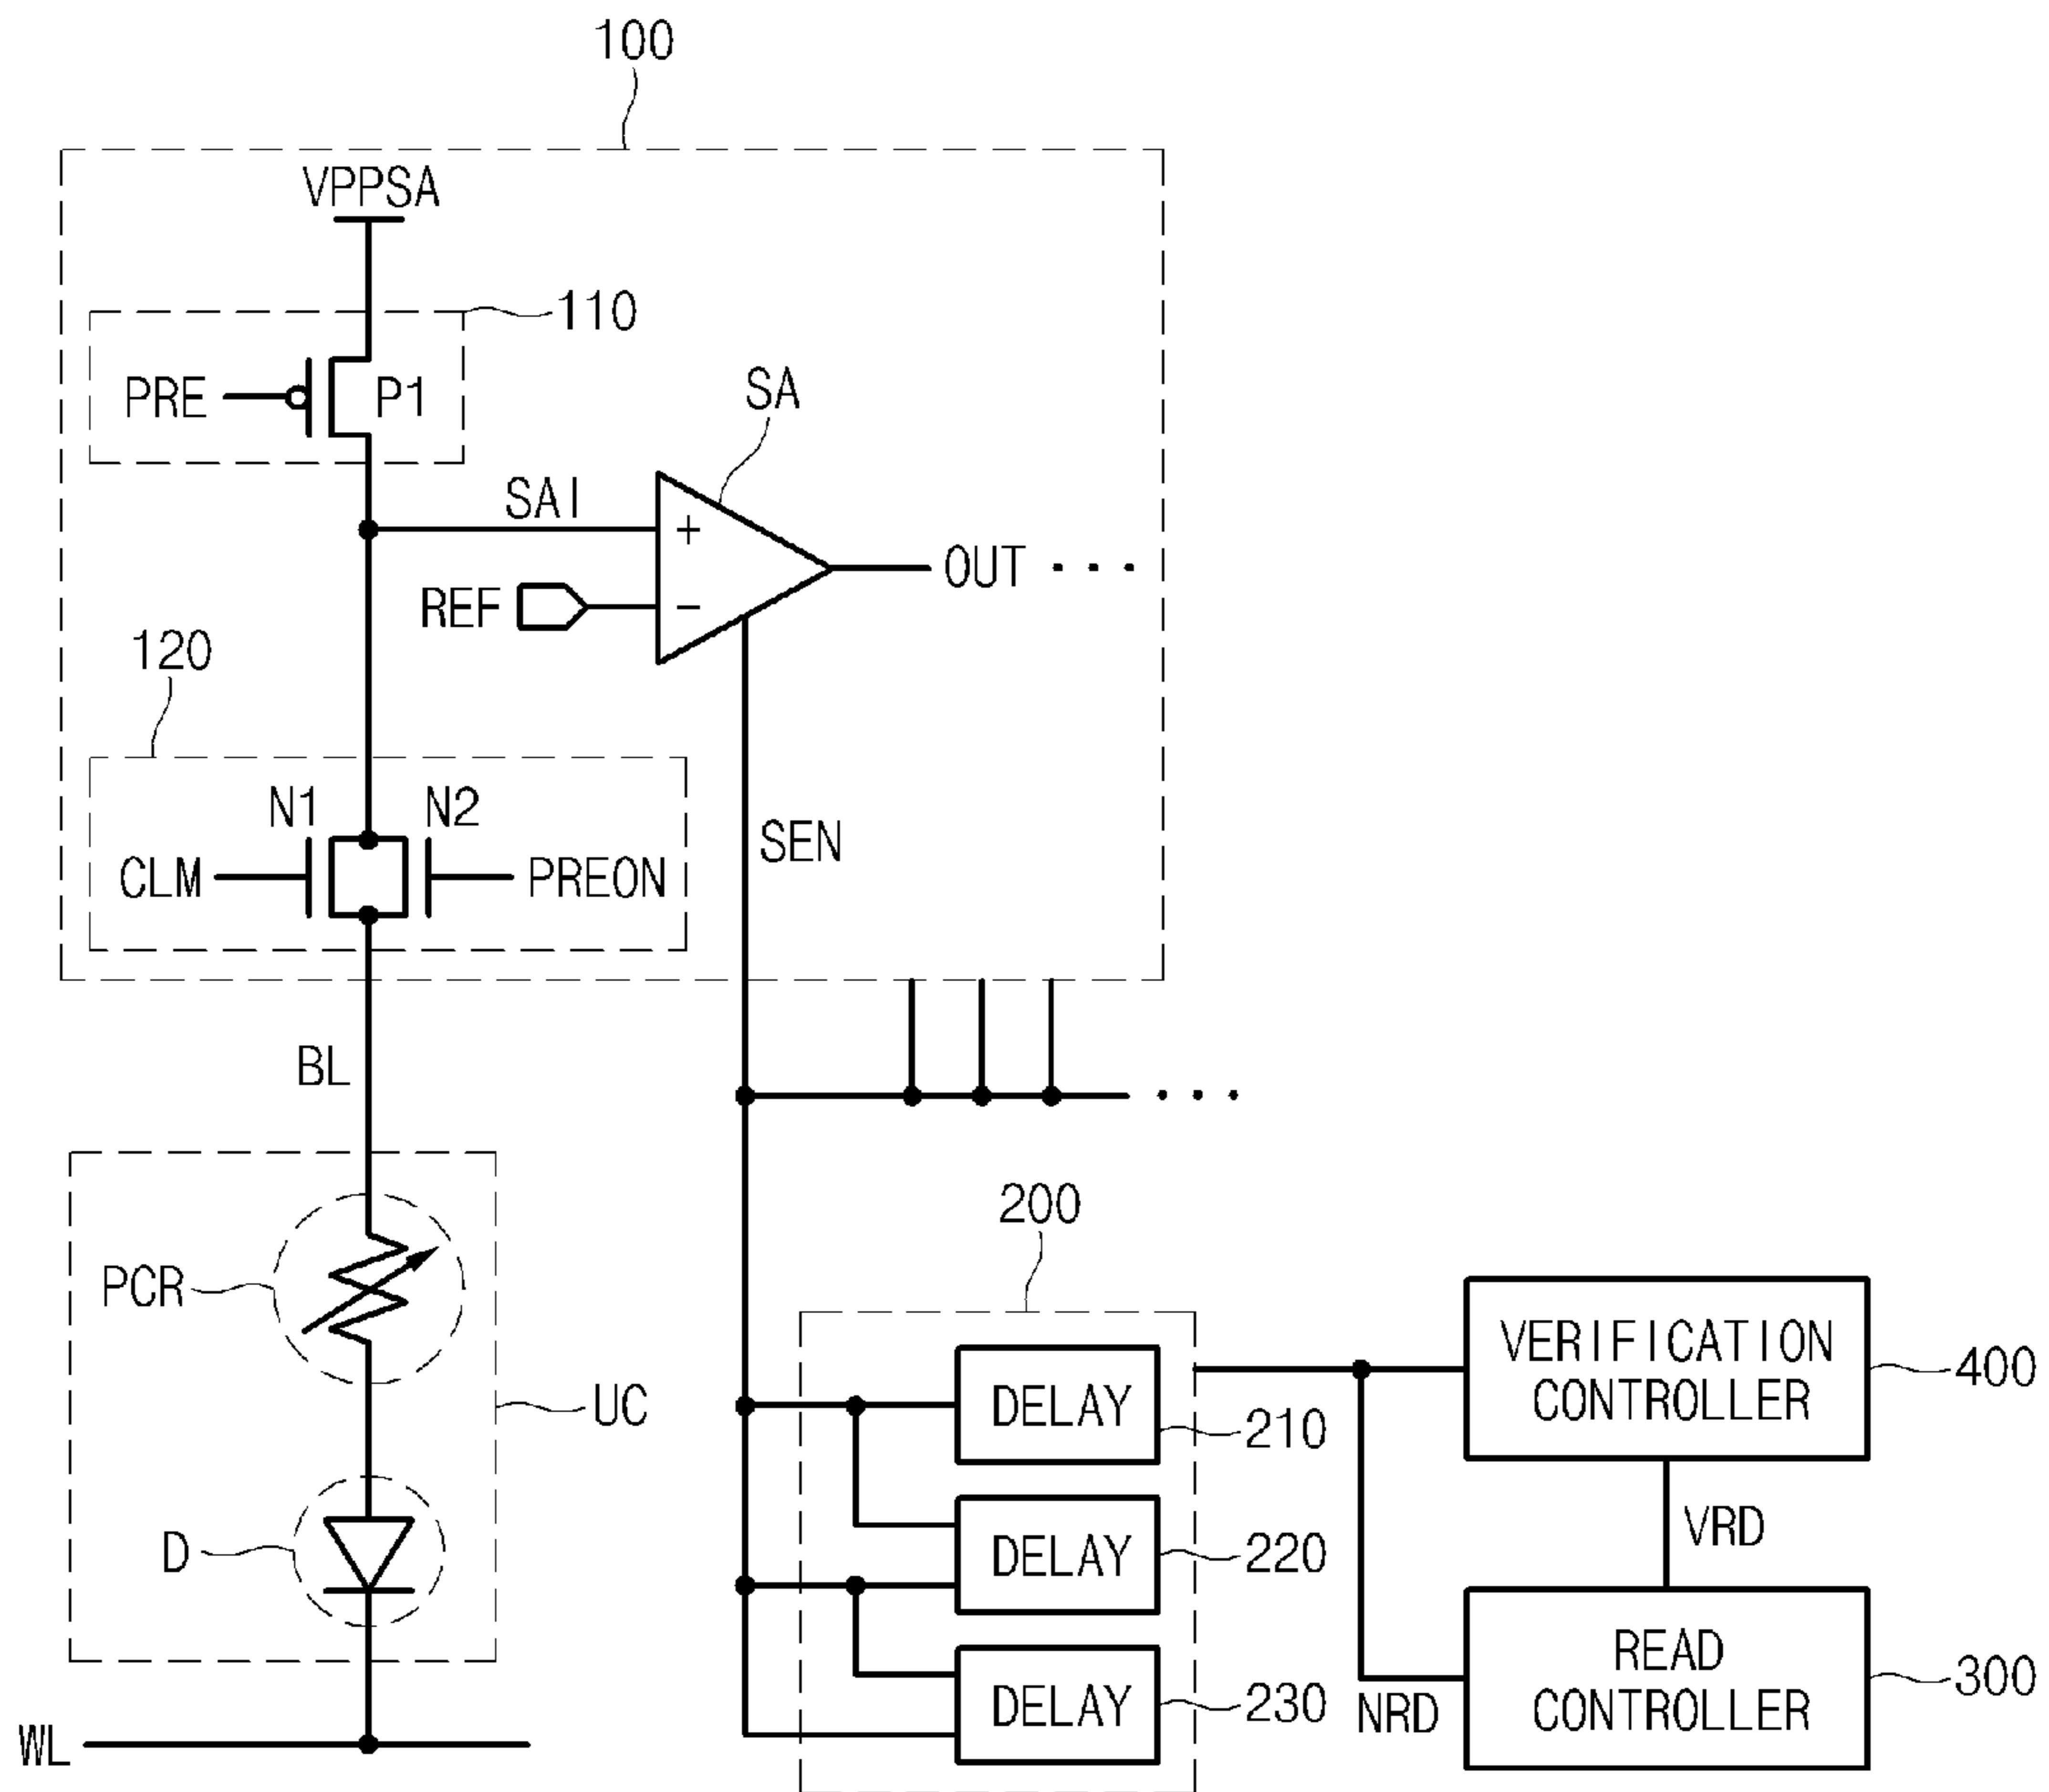 100
VPPSA
110
PRE
P1
SA
SAI
+
REF
-
OUT ...
120
N1
N2
CLM
PREON
SEN
BL
...
200
PCR
DELAY
210
VERIFICATION
CONTROLLER
400
UC
DELAY
220
VRD
D
DELAY
230
NRD
READ
CONTROLLER
300
WL